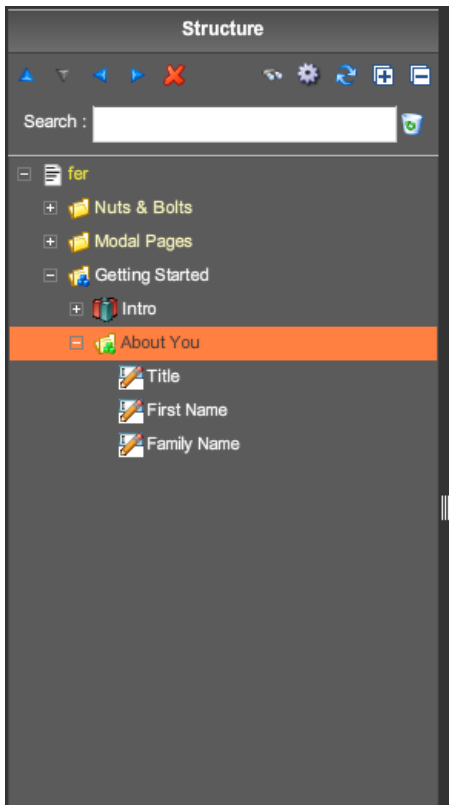 Structure
Search :
fer
Nuts & Bolts
Modal Pages
Getting Started
Intro
About You
Title
First Name
Family Name